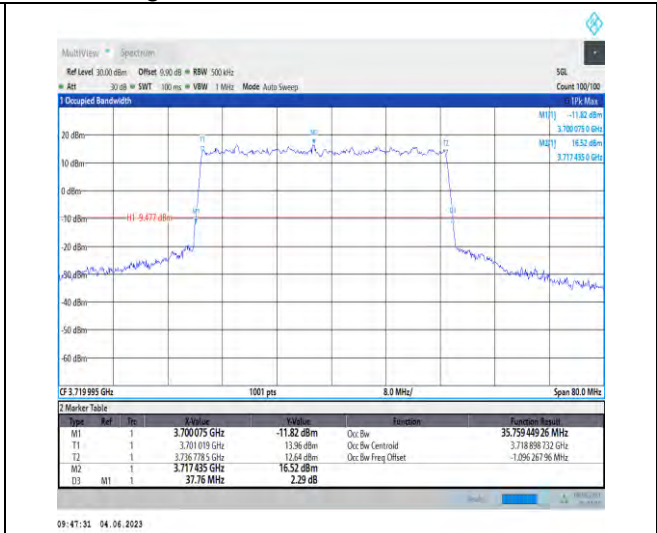 MultiView Spectrum
Ref Level 30.00 dBm Offset 9.90 dB RBW 500 kHz SGL
Att 30 dB SWT 100 ms VBW 1 MHz Mode Auto Sweep Count 100/100
1 Occupied Bandwidth 1Pk Max
M1[1] -11.82 dBm
3.700 075 0 GHz
M2[1] 16.52 dBm
3.717 435 0 GHz
20 dBm
T1 M2 T2
10 dBm
0 dBm
-10 dBm H1 -9.477 dBm M1 D3
-20 dBm
-30 dBm
-40 dBm
-50 dBm
-60 dBm
CF 3.719 995 GHz 1001 pts 8.0 MHz/ Span 80.0 MHz
2 Marker Table
Type Ref Trc X-Value Y-Value Function Function Result
M1 1 3.700 075 GHz -11.82 dBm Occ Bw 35.759 449 26 MHz
T1 1 3.701 019 GHz 13.96 dBm Occ Bw Centroid 3.718 898 732 GHz
T2 1 3.736 778 5 GHz 12.64 dBm Occ Bw Freq Offset -1.096 267 96 MHz
M2 1 3.717 435 GHz 16.52 dBm
D3 M1 1 37.76 MHz 2.29 dB
09:47:31 04.06.2023